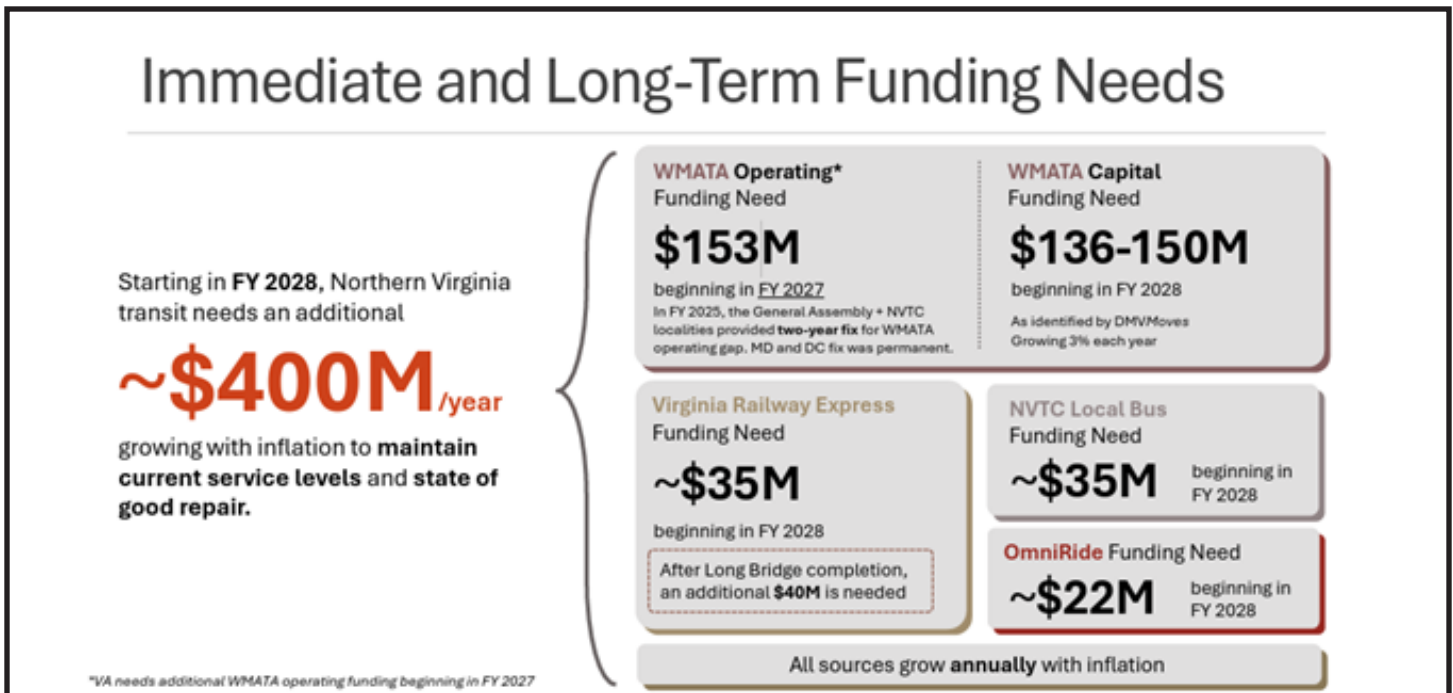 Immediate and Long-Term Funding Needs
Starting in FY 2028, Northern Virginia
transit needs an additional
~$400M/year
growing with inflation to maintain
current service levels and state of
good repair.
*VA needs additional WMATA operating funding beginning in FY 2027
WMATA Operating*
Funding Need
$153M
beginning in FY 2027
In FY 2025, the General Assembly + NVTC
localities provided two-year fix for WMATA
operating gap. MD and DC fix was permanent.
WMATA Capital
Funding Need
$136-150M
beginning in FY 2028
As identified by DMVMoves
Growing 3% each year
Virginia Railway Express
Funding Need
~$35M
beginning in FY 2028
After Long Bridge completion,
an additional $40M is needed
NVTC Local Bus
Funding Need
~$35M
beginning in
FY 2028
OmniRide Funding Need
~$22M
beginning in
FY 2028
All sources grow annually with inflation